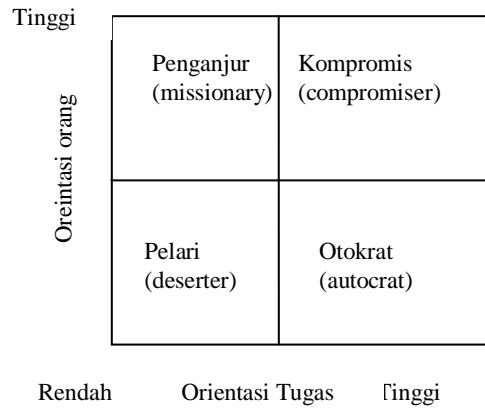 Tinggi
Penganjur
(missionary)
Kompromis
(compromiser)
Oreintasi orang
Pelari
(deserter)
Otokrat
(autocrat)
Rendah Orientasi Tugas Tinggi